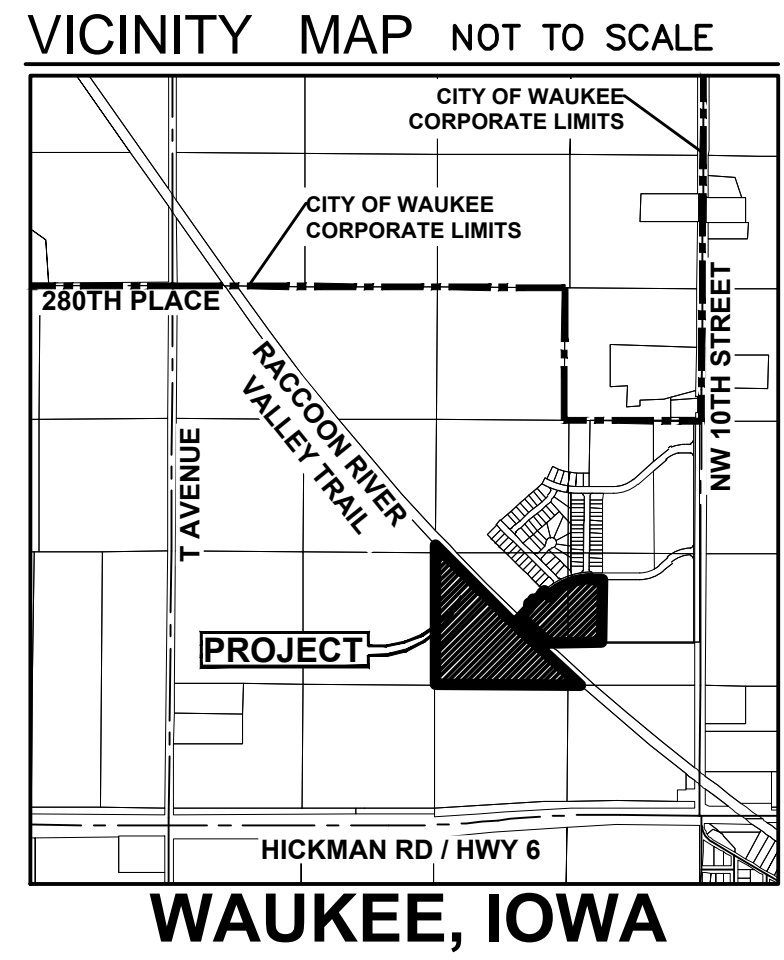 VICINITY MAP NOT TO SCALE
CITY OF WAUKEE
CORPORATE LIMITS
CITY OF WAUKEE
CORPORATE LIMITS
280TH PLACE
RACCOON RIVER
VALLEY TRAIL
NW 10TH STREET
T AVENUE
PROJECT
HICKMAN RD / HWY 6
WAUKEE, IOWA